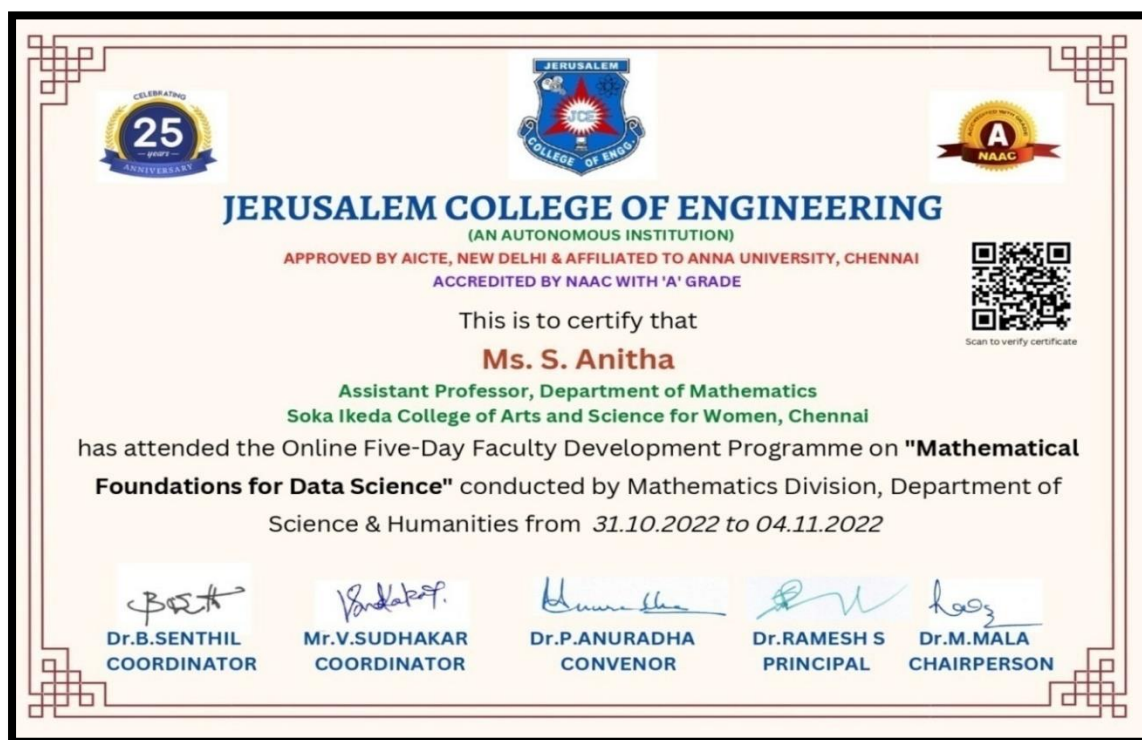 CELEBRATING
25
years
ANNIVERSARY
JERUSALEM
JCE
COLLEGE OF ENGG.
ACCREDITED WITH GRADE
A
NAAC
JERUSALEM COLLEGE OF ENGINEERING
(AN AUTONOMOUS INSTITUTION)
APPROVED BY AICTE, NEW DELHI & AFFILIATED TO ANNA UNIVERSITY, CHENNAI
ACCREDITED BY NAAC WITH 'A' GRADE
Scan to verify certificate
This is to certify that
Ms. S. Anitha
Assistant Professor, Department of Mathematics
Soka Ikeda College of Arts and Science for Women, Chennai
has attended the Online Five-Day Faculty Development Programme on "Mathematical
Foundations for Data Science" conducted by Mathematics Division, Department of
Science & Humanities from 31.10.2022 to 04.11.2022
Dr.B.SENTHIL Mr.V.SUDHAKAR Dr.P.ANURADHA Dr.RAMESH S Dr.M.MALA
COORDINATOR COORDINATOR CONVENOR PRINCIPAL CHAIRPERSON